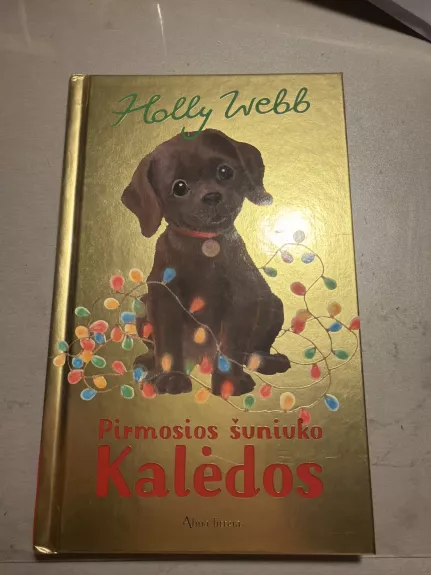 Holly Webb
Pirmosios šuniuko
Kalėdos
Alma littera